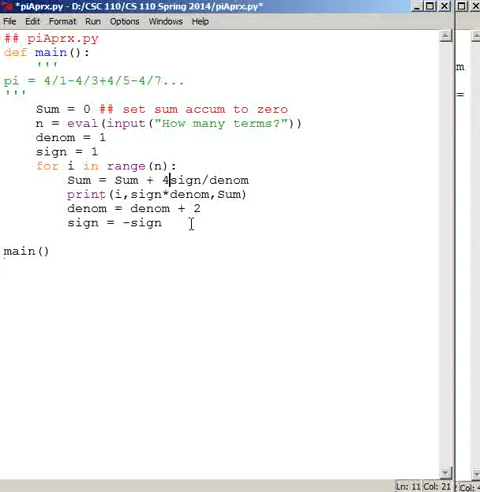 *piAprx.py - D:/CSC 110/CS 110 Spring 2014/piAprx.py*
File Edit Format Run Options Windows Help
## piAprx.py
def main():
    '''
pi = 4/1-4/3+4/5-4/7...
'''
    Sum = 0 ## set sum accum to zero
    n = eval(input("How many terms?"))
    denom = 1
    sign = 1
    for i in range(n):
        Sum = Sum + 4sign/denom
        print(i,sign*denom,Sum)
        denom = denom + 2
        sign = -sign
main()
m
=
Ln: 11 Col: 21
Ln: 4